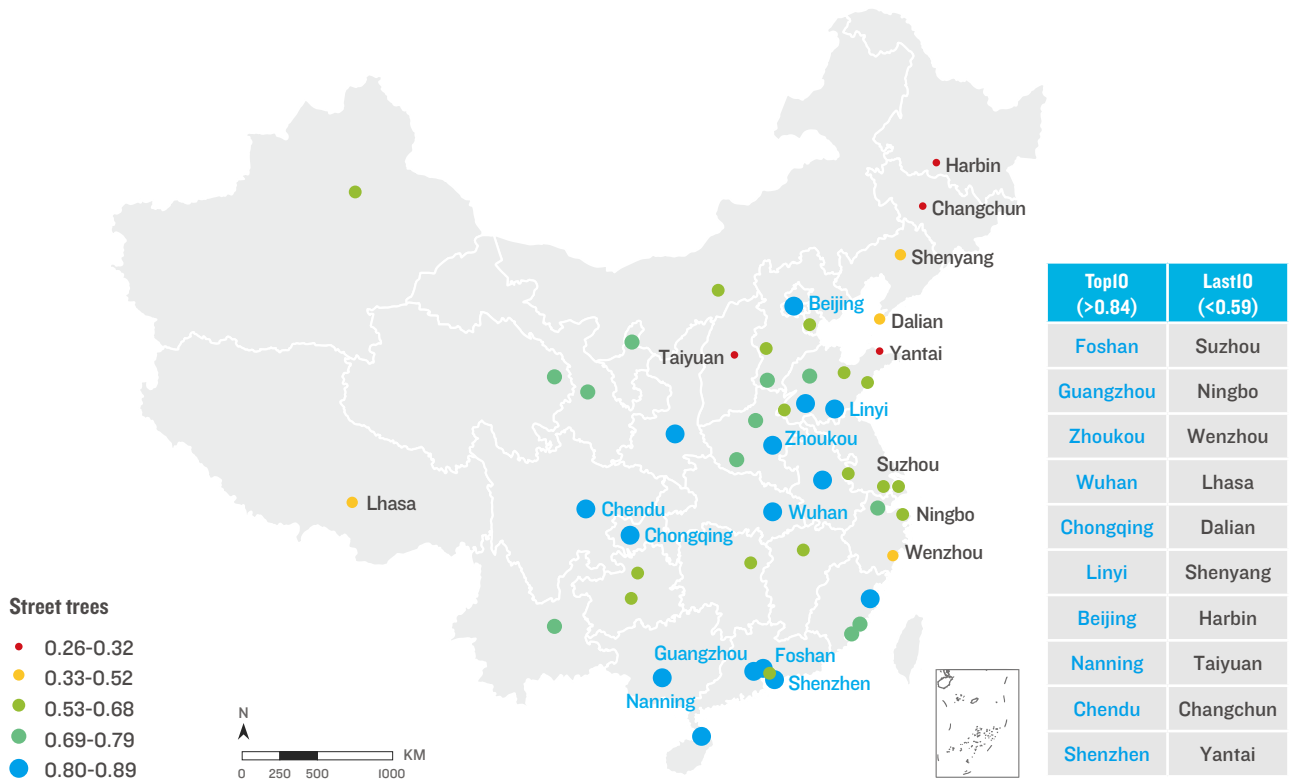 Harbin
Changchun
Shenyang
Beijing
Dalian
Taiyuan
Yantai
Linyi
Zhoukou
Suzhou
Lhasa
Chendu
Wuhan
Ningbo
Chongqing
Wenzhou
Guangzhou
Foshan
Shenzhen
Nanning
Street trees
0.26-0.32
0.33-0.52
0.53-0.68
0.69-0.79
0.80-0.89
N
KM
0 250 500 1000
Top10 Last10
(>0.84) (<0.59)
Foshan Suzhou
Guangzhou Ningbo
Zhoukou Wenzhou
Wuhan Lhasa
Chongqing Dalian
Linyi Shenyang
Beijing Harbin
Nanning Taiyuan
Chendu Changchun
Shenzhen Yantai